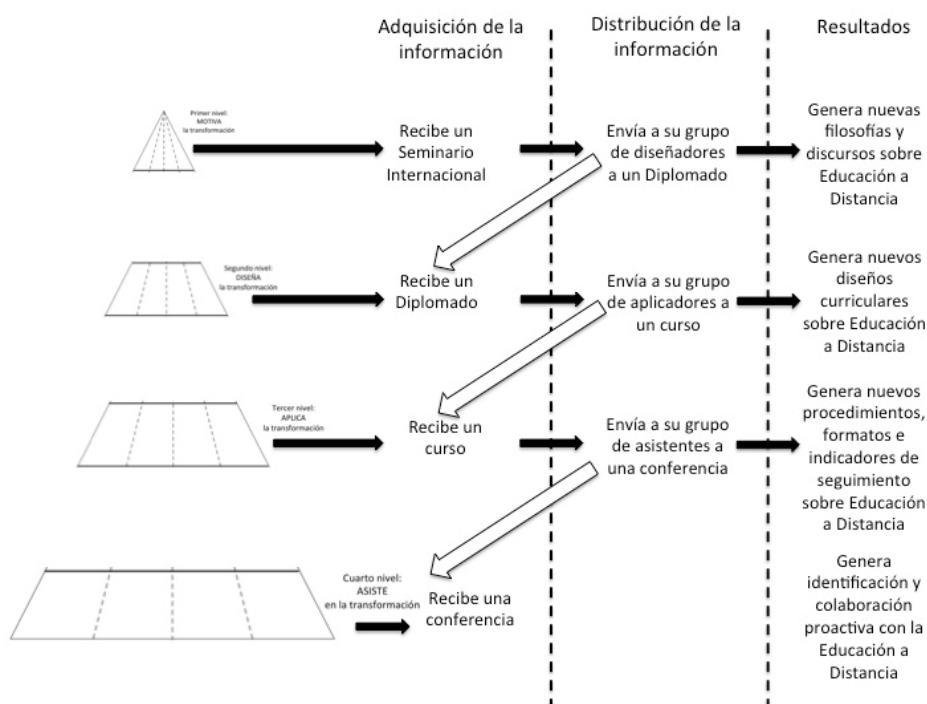 Adquisición de la
información
Distribución de la
información
Resultados
Primer nivel:
MOTIVA
la transformación
Recibe un
Seminario
Internacional
Envía a su grupo
de diseñadores
a un Diplomado
Genera nuevas
filosofías y
discursos sobre
Educación a
Distancia
Segundo nivel:
DISEÑA
la transformación
Recibe un
Diplomado
Envía a su grupo
de aplicadores a
un curso
Genera nuevos
diseños
curriculares
sobre Educación
a Distancia
Tercer nivel:
APLICA
la transformación
Recibe un
curso
Envía a su grupo
de asistentes a
una conferencia
Genera nuevos
procedimientos,
formatos e
indicadores de
seguimiento
sobre Educación
a Distancia
Cuarto nivel:
ASISTE
en la transformación
Recibe una
conferencia
Genera
identificación y
colaboración
proactiva con la
Educación a
Distancia